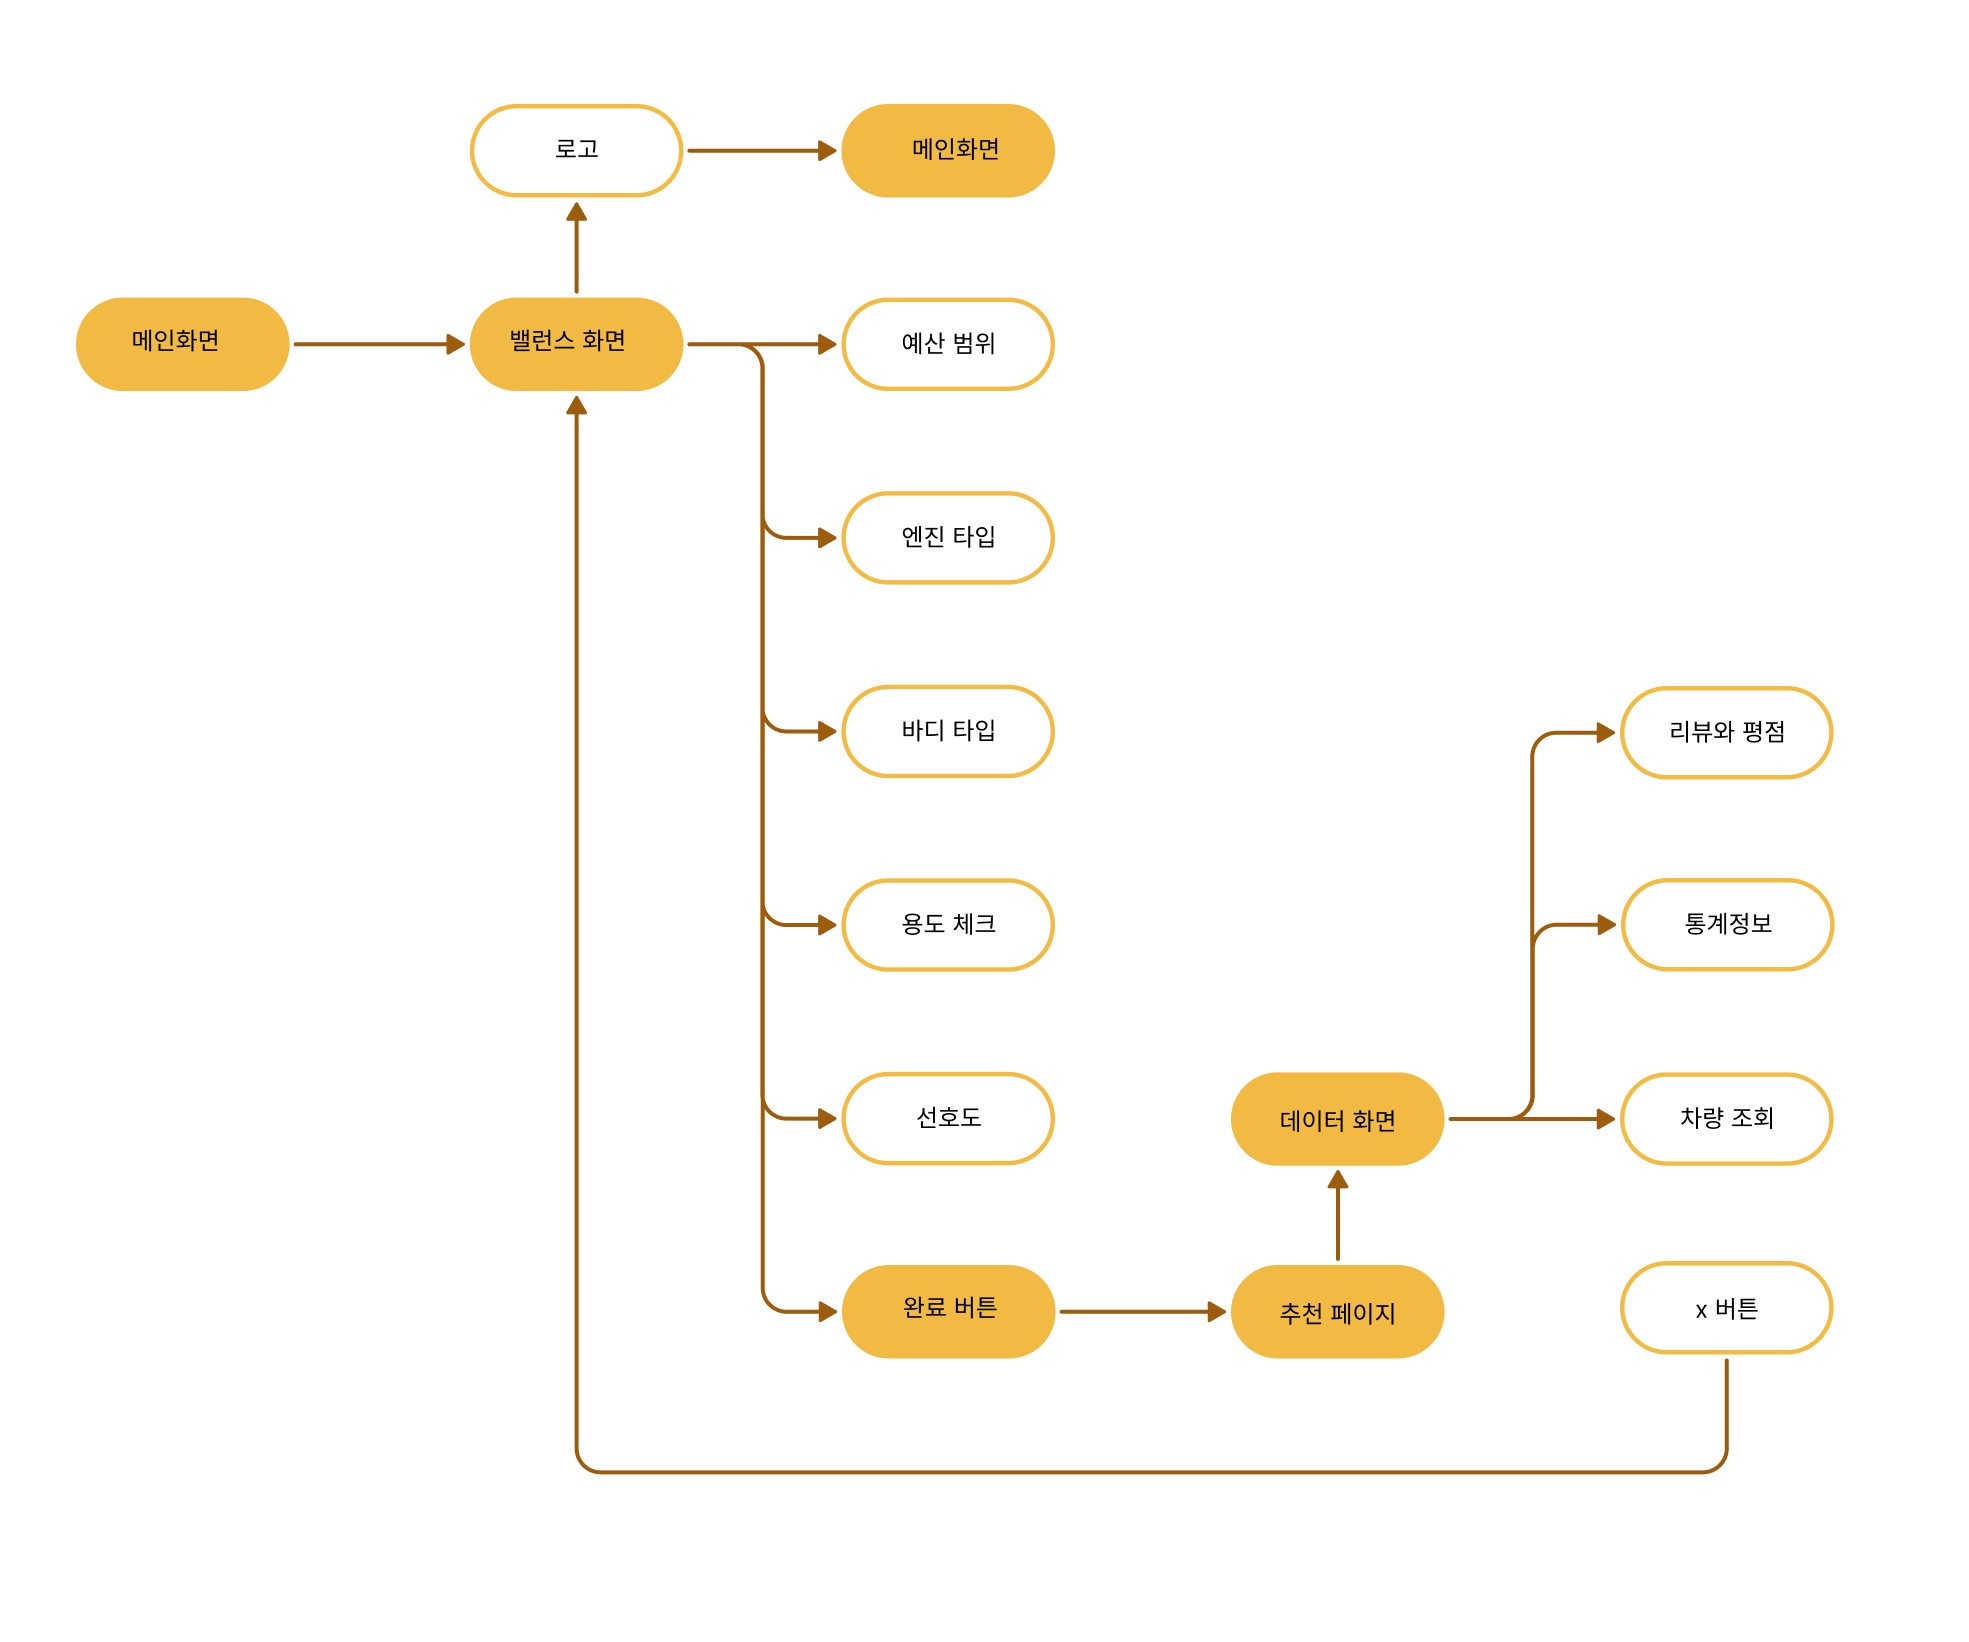 로고
메인화면
메인화면
밸런스 화면
예산 범위
엔진 타입
바디 타입
리뷰와 평점
용도 체크
통계정보
선호도
데이터 화면
차량 조회
완료 버튼
추천 페이지
x 버튼